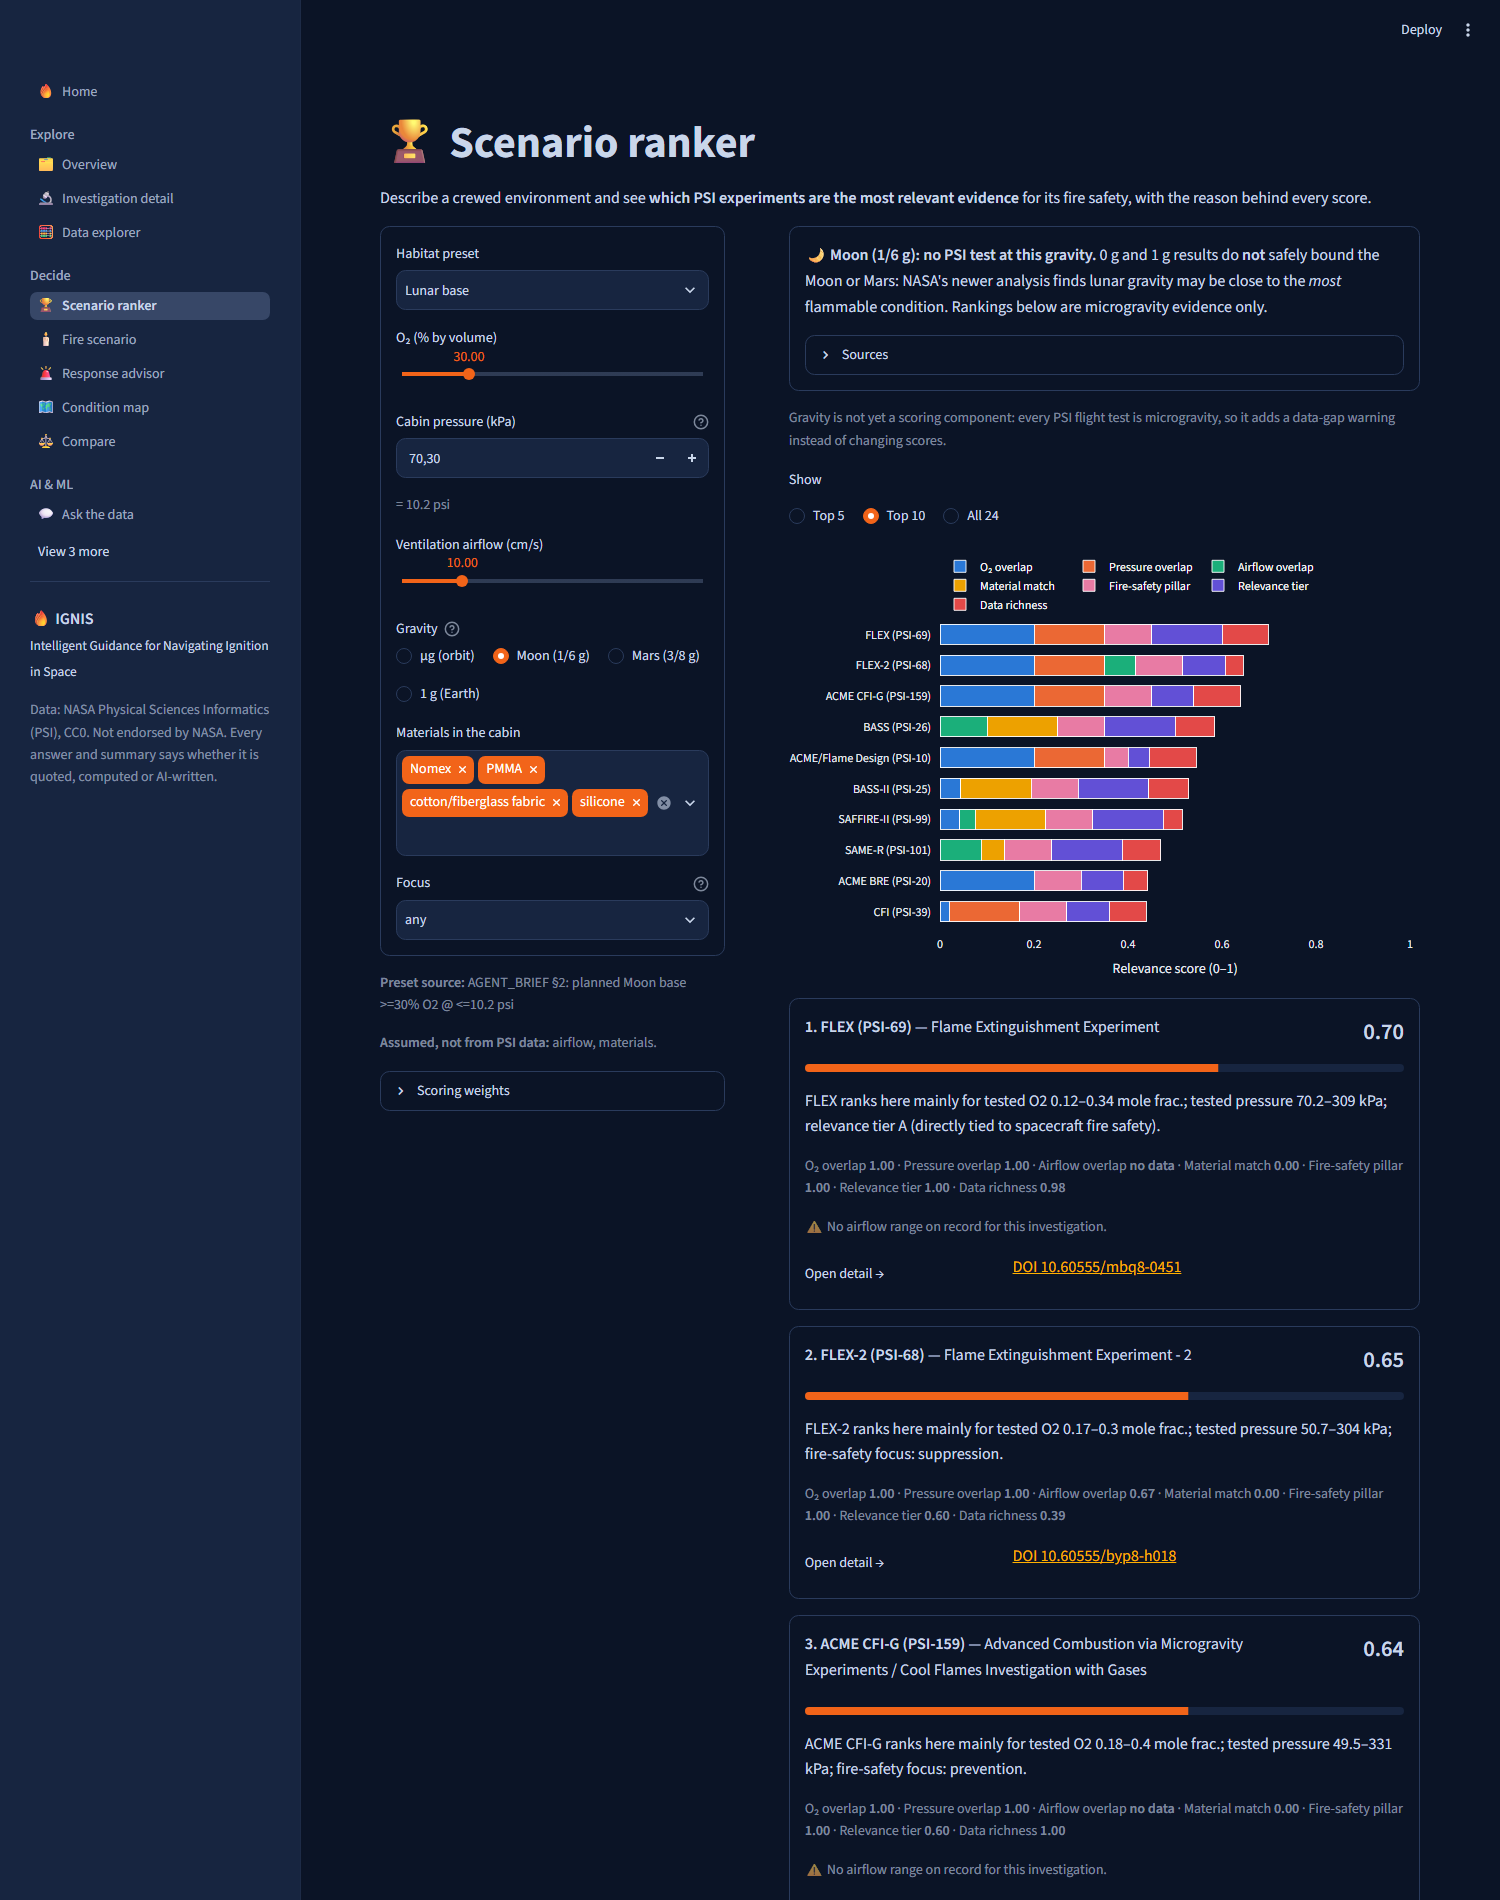 Deploy
Home
Explore
Overview
Investigation detail
Data explorer
Decide
Scenario ranker
Fire scenario
Response advisor
Condition map
Compare
AI & ML
Ask the data
View 3 more
IGNIS
Intelligent Guidance for Navigating Ignition
in Space
Data: NASA Physical Sciences Informatics
(PSI), CC0. Not endorsed by NASA. Every
answer and summary says whether it is
quoted, computed or AI-written.
Scenario ranker
Describe a crewed environment and see which PSI experiments are the most relevant evidence for its fire safety, with the reason behind every score.
Habitat preset
Lunar base
O₂ (% by volume)
30.00
Cabin pressure (kPa)
70,30
= 10.2 psi
Ventilation airflow (cm/s)
10.00
Gravity
µg (orbit) Moon (1/6 g) Mars (3/8 g)
1 g (Earth)
Materials in the cabin
Nomex PMMA
cotton/fiberglass fabric silicone
Focus
any
Preset source: AGENT_BRIEF §2: planned Moon base
>=30% O2 @ <=10.2 psi
Assumed, not from PSI data: airflow, materials.
Scoring weights
Moon (1/6 g): no PSI test at this gravity. 0 g and 1 g results do not safely bound the
Moon or Mars: NASA's newer analysis finds lunar gravity may be close to the most
flammable condition. Rankings below are microgravity evidence only.
Sources
Gravity is not yet a scoring component: every PSI flight test is microgravity, so it adds a data-gap warning
instead of changing scores.
Show
Top 5 Top 10 All 24
O₂ overlap Pressure overlap Airflow overlap
Material match Fire-safety pillar Relevance tier
Data richness
FLEX (PSI-69)
FLEX-2 (PSI-68)
ACME CFI-G (PSI-159)
BASS (PSI-26)
ACME/Flame Design (PSI-10)
BASS-II (PSI-25)
SAFFIRE-II (PSI-99)
SAME-R (PSI-101)
ACME BRE (PSI-20)
CFI (PSI-39)
0 0.2 0.4 0.6 0.8 1
Relevance score (0–1)
1. FLEX (PSI-69) — Flame Extinguishment Experiment 0.70
FLEX ranks here mainly for tested O2 0.12–0.34 mole frac.; tested pressure 70.2–309 kPa;
relevance tier A (directly tied to spacecraft fire safety).
O₂ overlap 1.00 · Pressure overlap 1.00 · Airflow overlap no data · Material match 0.00 · Fire-safety pillar
1.00 · Relevance tier 1.00 · Data richness 0.98
No airflow range on record for this investigation.
Open detail → DOI 10.60555/mbq8-0451
2. FLEX-2 (PSI-68) — Flame Extinguishment Experiment - 2 0.65
FLEX-2 ranks here mainly for tested O2 0.17–0.3 mole frac.; tested pressure 50.7–304 kPa;
fire-safety focus: suppression.
O₂ overlap 1.00 · Pressure overlap 1.00 · Airflow overlap 0.67 · Material match 0.00 · Fire-safety pillar
1.00 · Relevance tier 0.60 · Data richness 0.39
Open detail → DOI 10.60555/byp8-h018
3. ACME CFI-G (PSI-159) — Advanced Combustion via Microgravity 0.64
Experiments / Cool Flames Investigation with Gases
ACME CFI-G ranks here mainly for tested O2 0.18–0.4 mole frac.; tested pressure 49.5–331
kPa; fire-safety focus: prevention.
O₂ overlap 1.00 · Pressure overlap 1.00 · Airflow overlap no data · Material match 0.00 · Fire-safety pillar
1.00 · Relevance tier 0.60 · Data richness 1.00
No airflow range on record for this investigation.